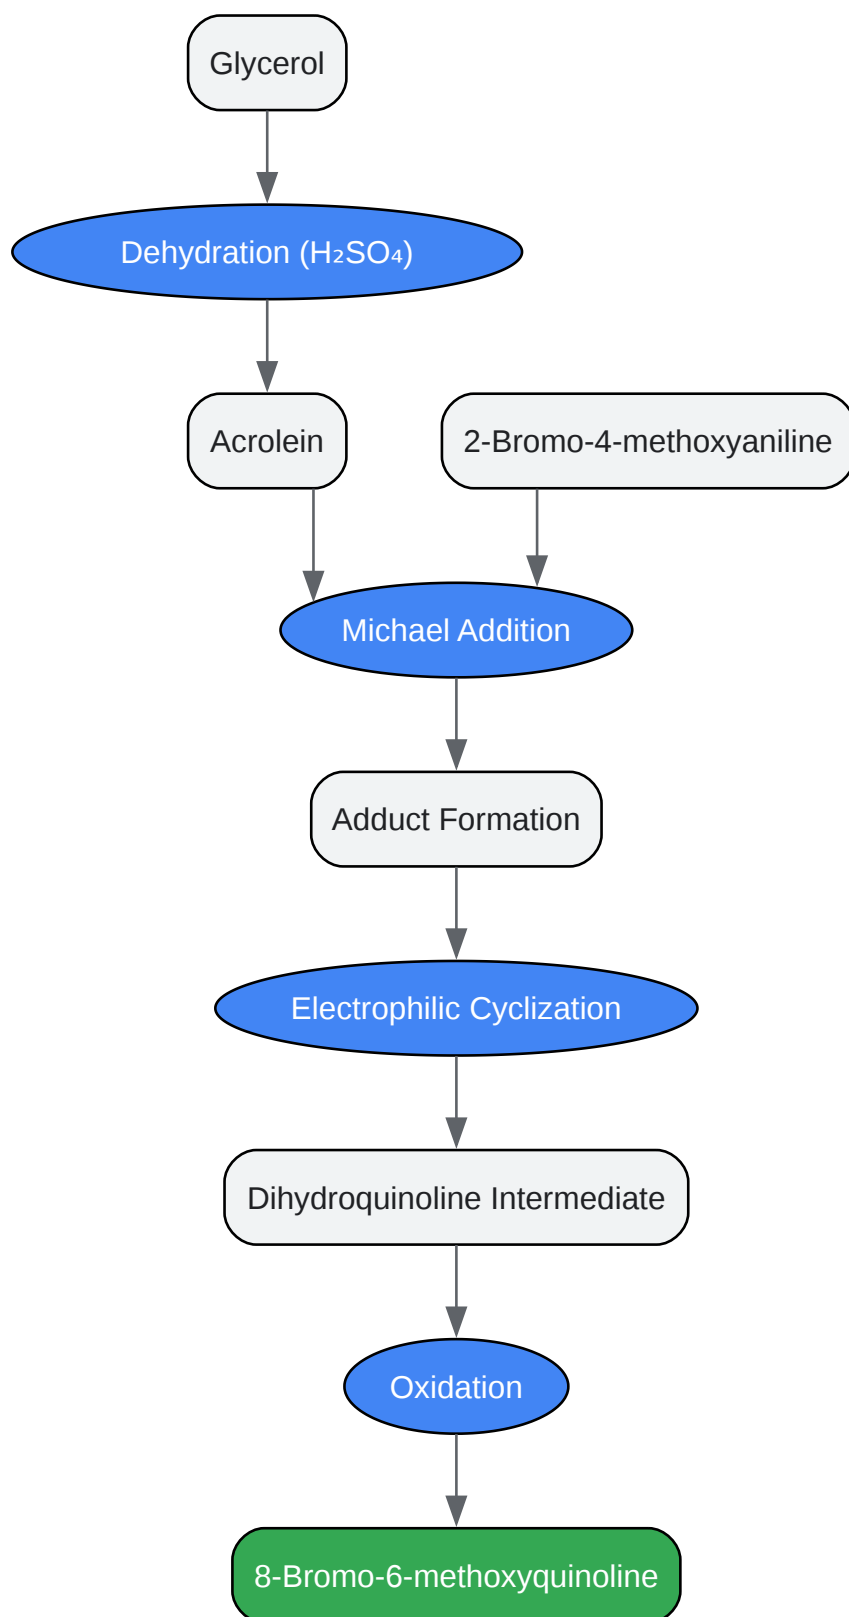 Glycerol
Dehydration (H₂SO₄)
Acrolein
2-Bromo-4-methoxyaniline
Michael Addition
Adduct Formation
Electrophilic Cyclization
Dihydroquinoline Intermediate
Oxidation
8-Bromo-6-methoxyquinoline